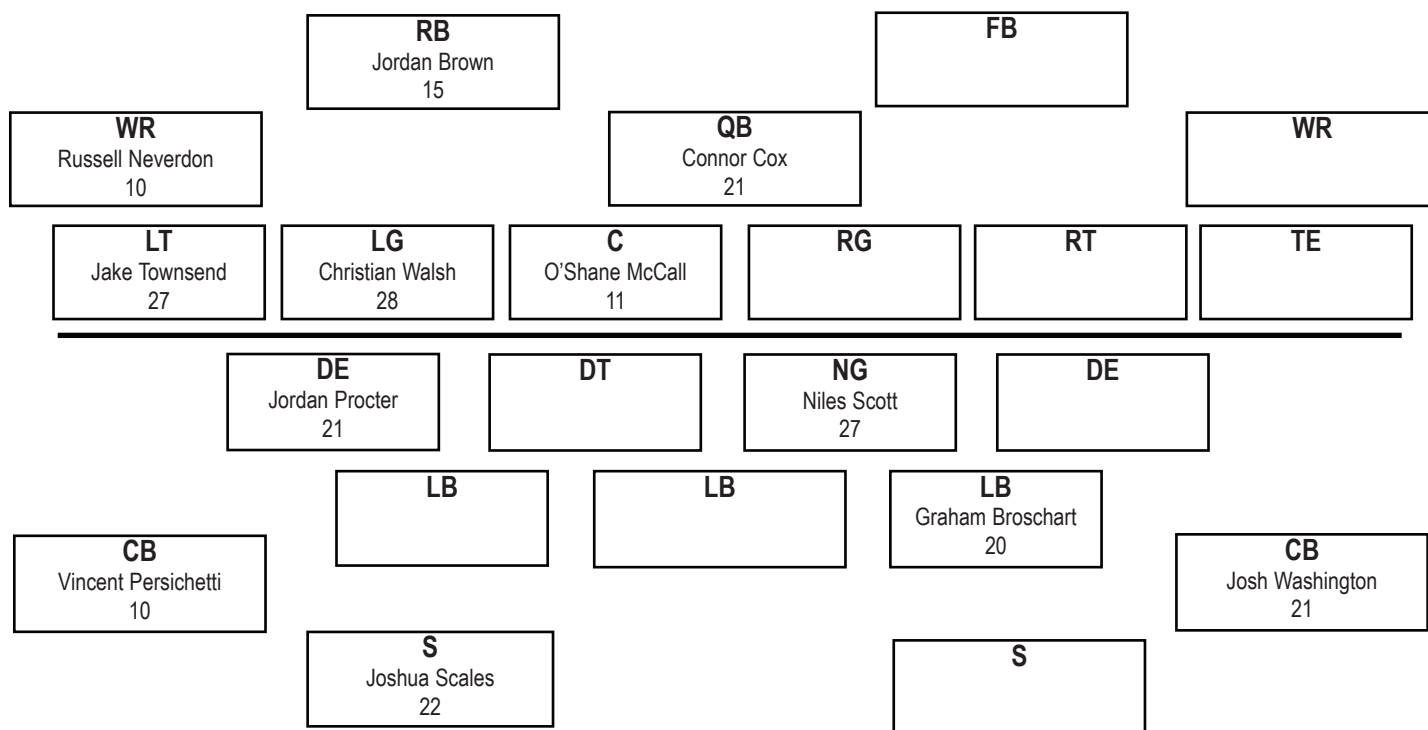 RB
Jordan Brown
15
FB
WR
Russell Neverdon
10
QB
Connor Cox
21
WR
LT
Jake Townsend
27
LG
Christian Walsh
28
C
O’Shane McCall
11
RG
RT
TE
DE
Jordan Procter
21
DT
NG
Niles Scott
27
DE
LB
LB
LB
Graham Broschart
20
CB
Vincent Persichetti
10
CB
Josh Washington
21
S
Joshua Scales
22
S